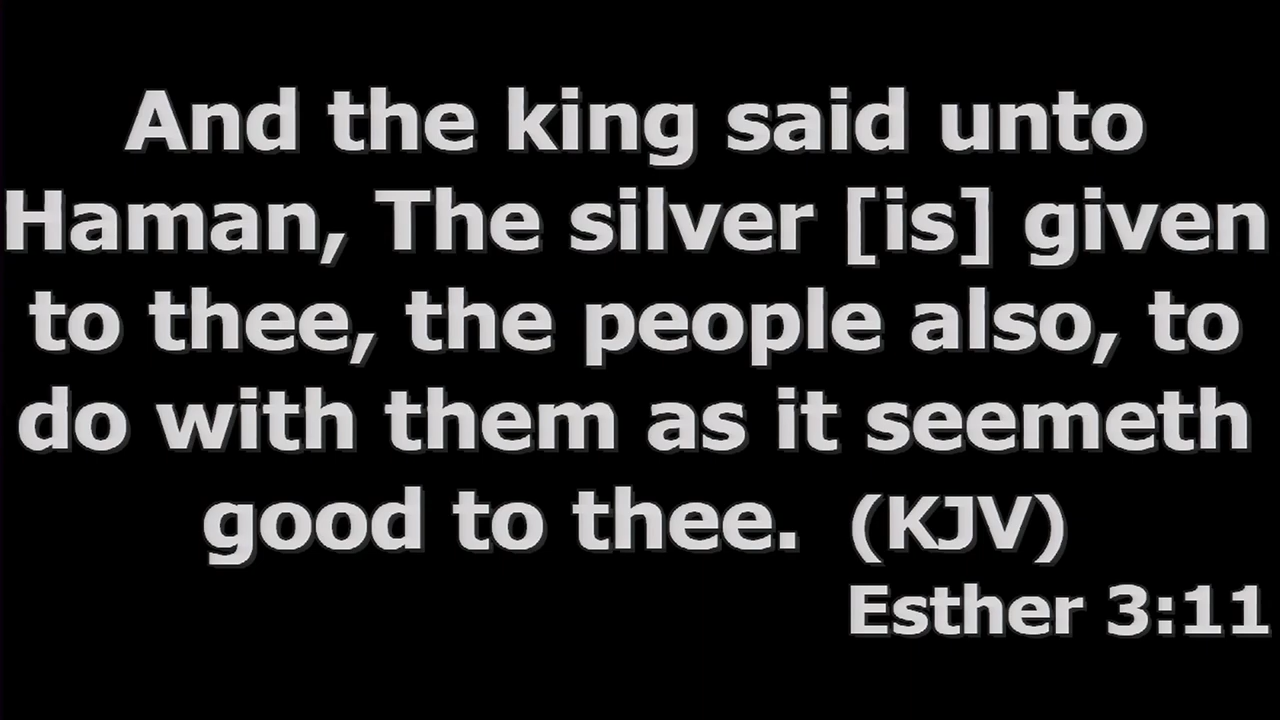 And the king said unto
Haman, The silver [is] given
to thee, the people also, to
do with them as it seemeth
good to thee.  (KJV)
Esther 3:11